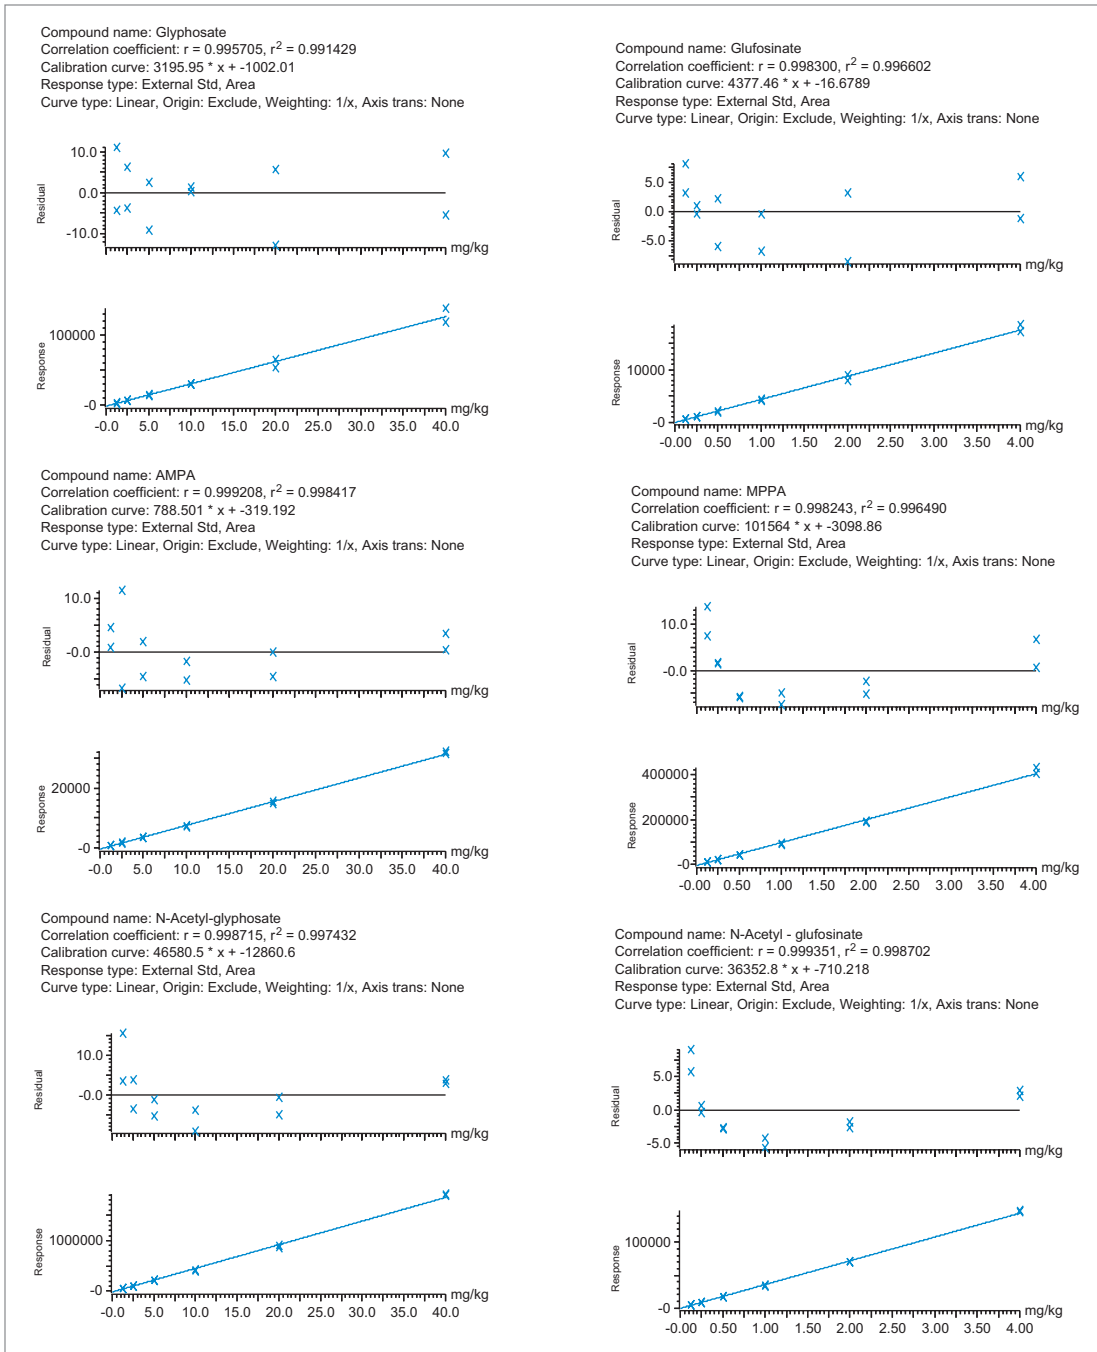 Compound name: Glyphosate
Correlation coefficient: r = 0.995705, r² = 0.991429
Calibration curve: 3195.95 * x + -1002.01
Response type: External Std, Area
Curve type: Linear, Origin: Exclude, Weighting: 1/x, Axis trans: None
10.0
0.0
-10.0
Residual
mg/kg
100000
-0
Response
mg/kg
-0.0 5.0 10.0 15.0 20.0 25.0 30.0 35.0 40.0
Compound name: Glufosinate
Correlation coefficient: r = 0.998300, r² = 0.996602
Calibration curve: 4377.46 * x + -16.6789
Response type: External Std, Area
Curve type: Linear, Origin: Exclude, Weighting: 1/x, Axis trans: None
5.0
0.0
-5.0
Residual
mg/kg
10000
-0
Response
mg/kg
-0.00 0.50 1.00 1.50 2.00 2.50 3.00 3.50 4.00
Compound name: AMPA
Correlation coefficient: r = 0.999208, r² = 0.998417
Calibration curve: 788.501 * x + -319.192
Response type: External Std, Area
Curve type: Linear, Origin: Exclude, Weighting: 1/x, Axis trans: None
10.0
-0.0
Residual
mg/kg
20000
-0
Response
mg/kg
-0.0 5.0 10.0 15.0 20.0 25.0 30.0 35.0 40.0
Compound name: MPPA
Correlation coefficient: r = 0.998243, r² = 0.996490
Calibration curve: 101564 * x + -3098.86
Response type: External Std, Area
Curve type: Linear, Origin: Exclude, Weighting: 1/x, Axis trans: None
10.0
-0.0
Residual
mg/kg
400000
200000
-0
Response
mg/kg
-0.00 0.50 1.00 1.50 2.00 2.50 3.00 3.50 4.00
Compound name: N-Acetyl-glyphosate
Correlation coefficient: r = 0.998715, r² = 0.997432
Calibration curve: 46580.5 * x + -12860.6
Response type: External Std, Area
Curve type: Linear, Origin: Exclude, Weighting: 1/x, Axis trans: None
10.0
-0.0
Residual
mg/kg
1000000
-0
Response
mg/kg
-0.0 5.0 10.0 15.0 20.0 25.0 30.0 35.0 40.0
Compound name: N-Acetyl - glufosinate
Correlation coefficient: r = 0.999351, r² = 0.998702
Calibration curve: 36352.8 * x + -710.218
Response type: External Std, Area
Curve type: Linear, Origin: Exclude, Weighting: 1/x, Axis trans: None
5.0
0.0
-5.0
Residual
mg/kg
100000
-0
Response
mg/kg
-0.00 0.50 1.00 1.50 2.00 2.50 3.00 3.50 4.00